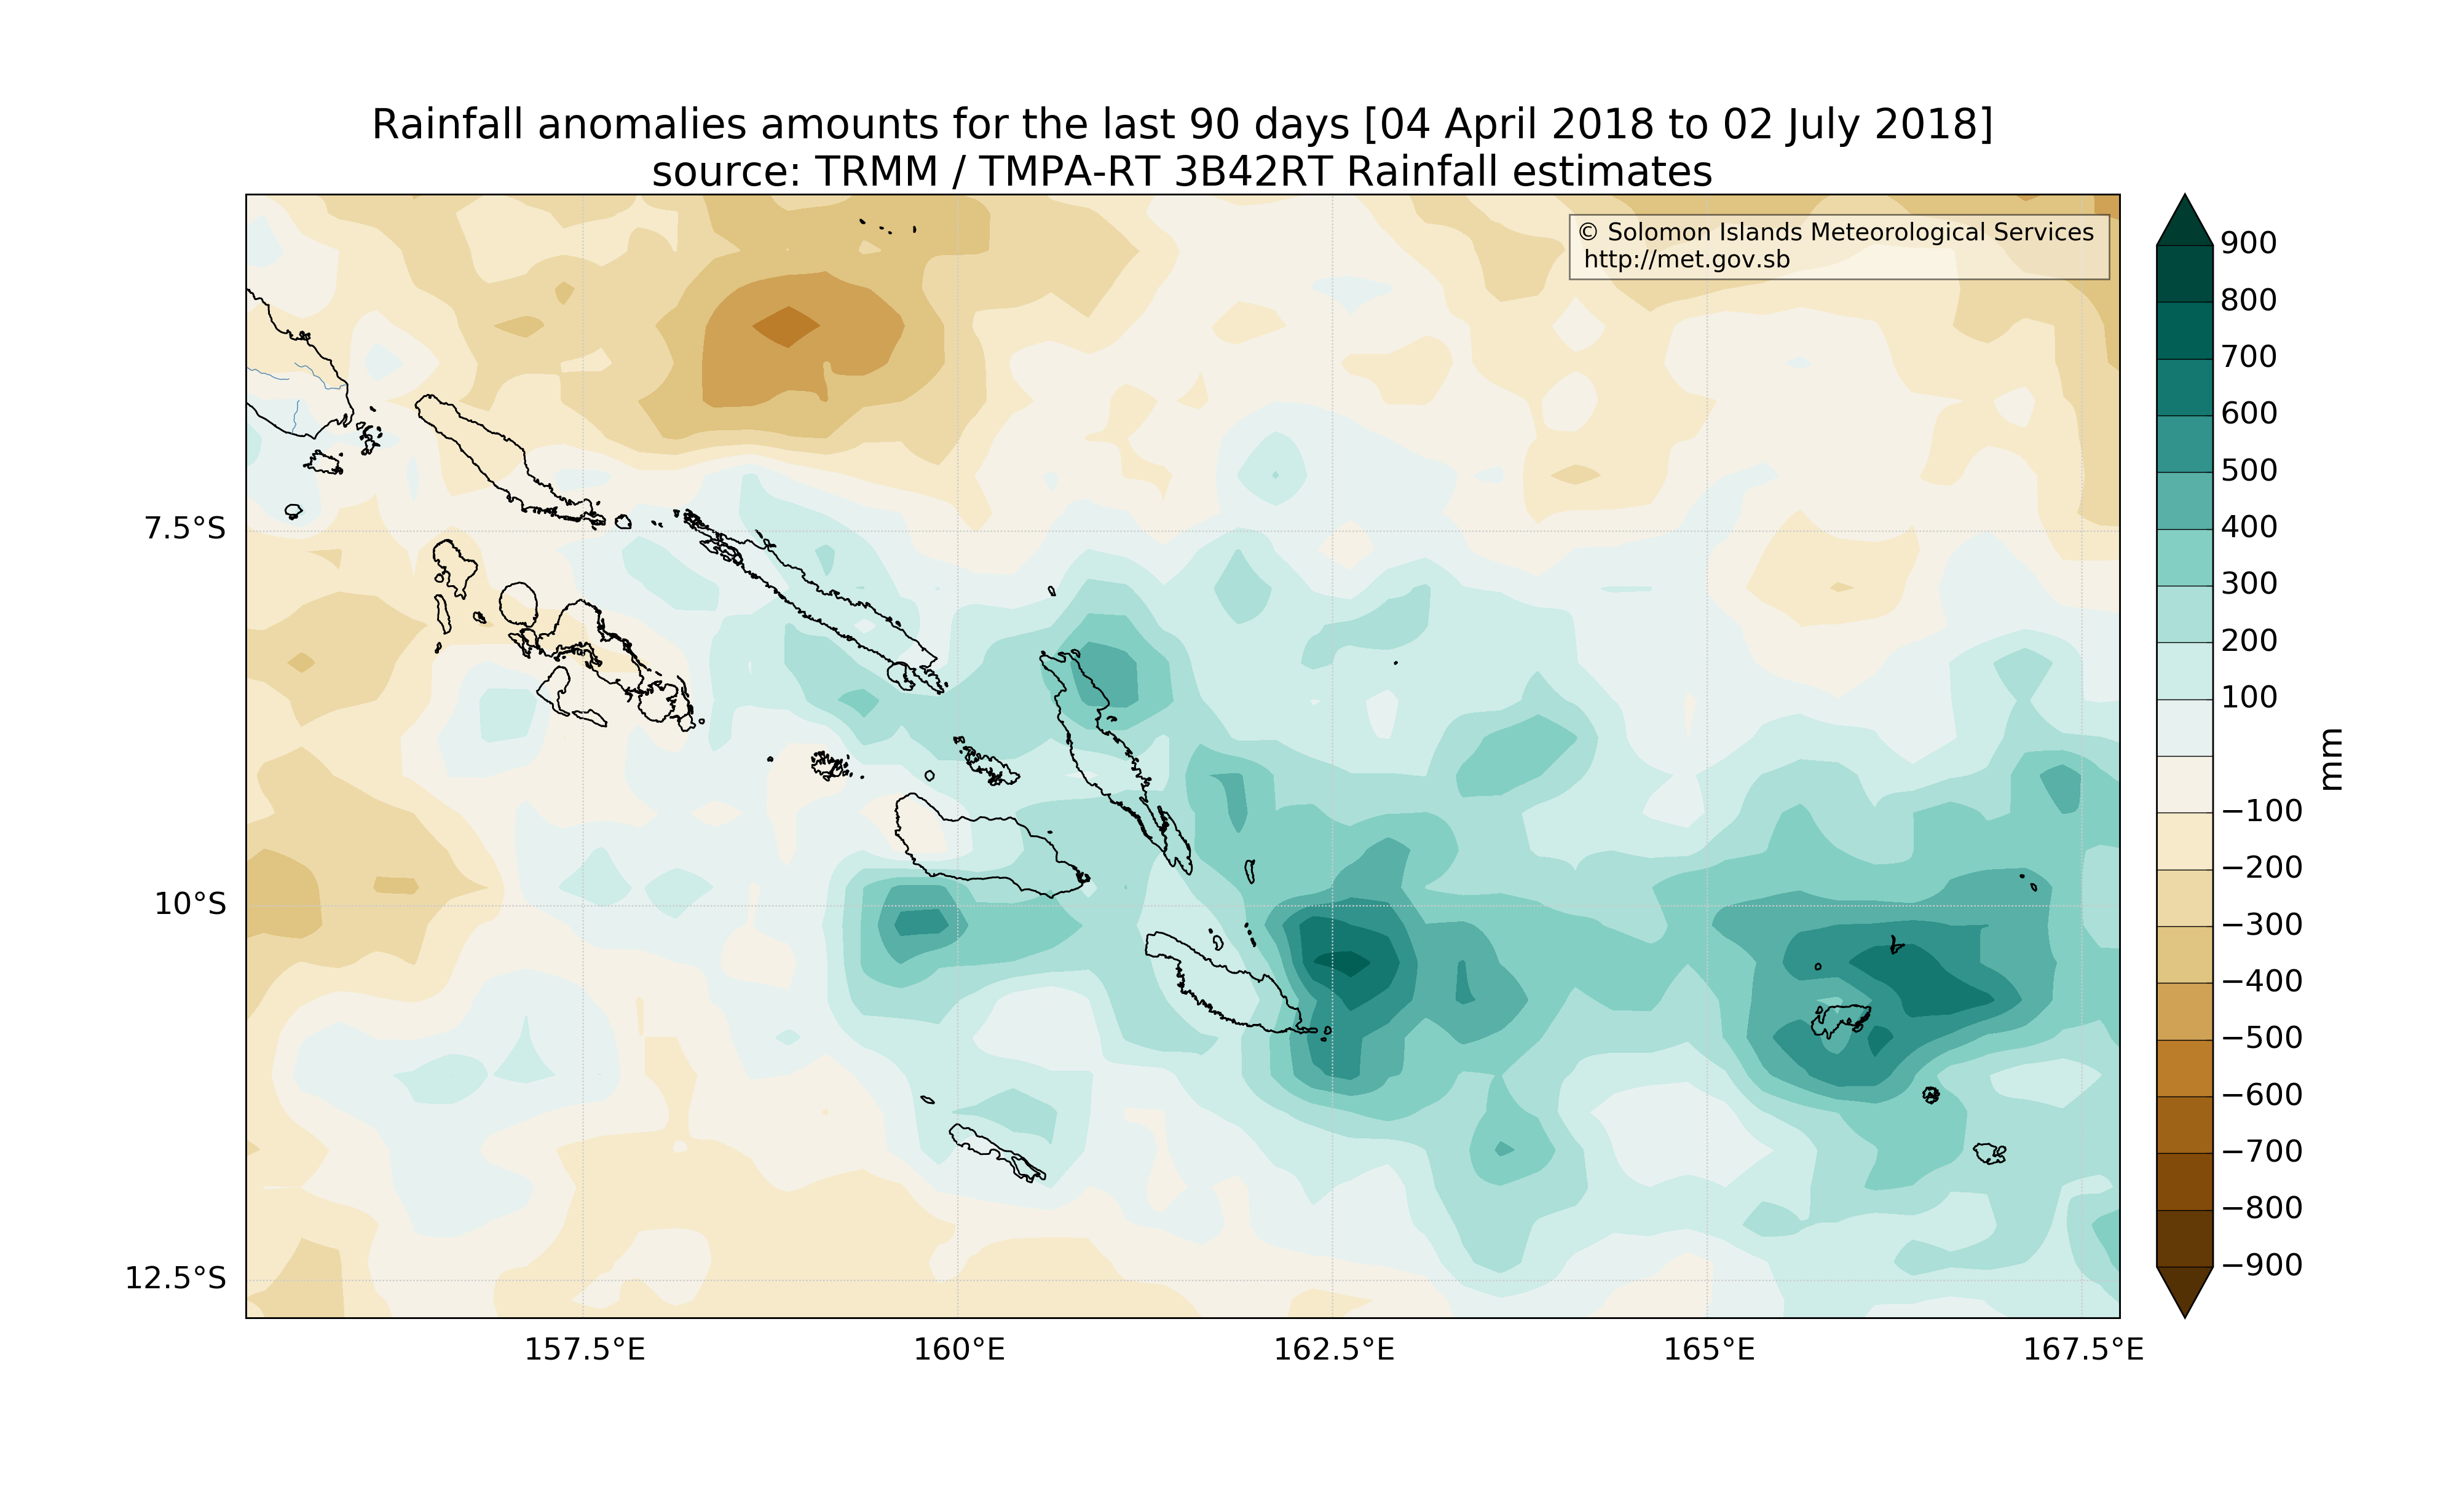 Rainfall anomalies amounts for the last 90 days [04 April 2018 to 02 July 2018]
source: TRMM / TMPA-RT 3B42RT Rainfall estimates
© Solomon Islands Meteorological Services
http://met.gov.sb
7.5°S
10°S
12.5°S
157.5°E
160°E
162.5°E
165°E
167.5°E
900
800
700
600
500
400
300
200
100
−100
−200
−300
−400
−500
−600
−700
−800
−900
mm